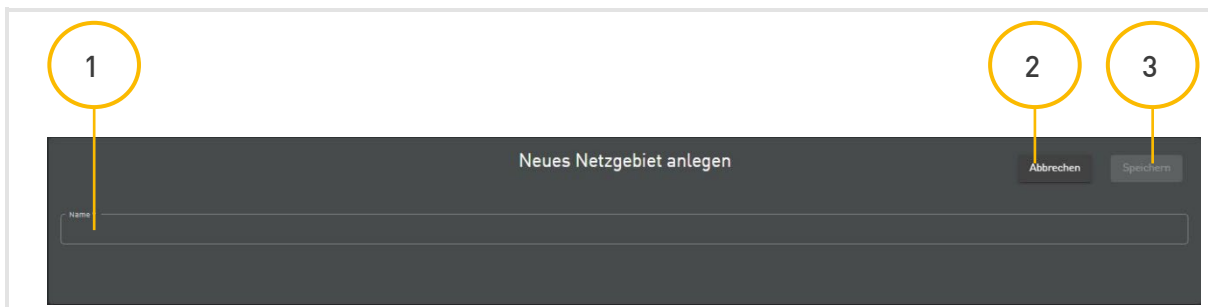 1
2
3
Neues Netzgebiet anlegen
Abbrechen
Speichern
Name *